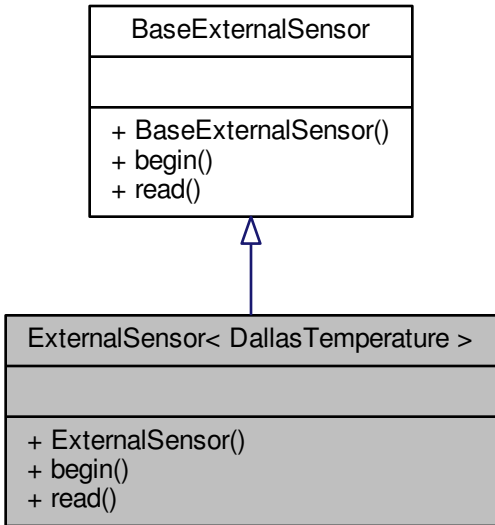 BaseExternalSensor
+ BaseExternalSensor()
+ begin()
+ read()
ExternalSensor< DallasTemperature >
+ ExternalSensor()
+ begin()
+ read()